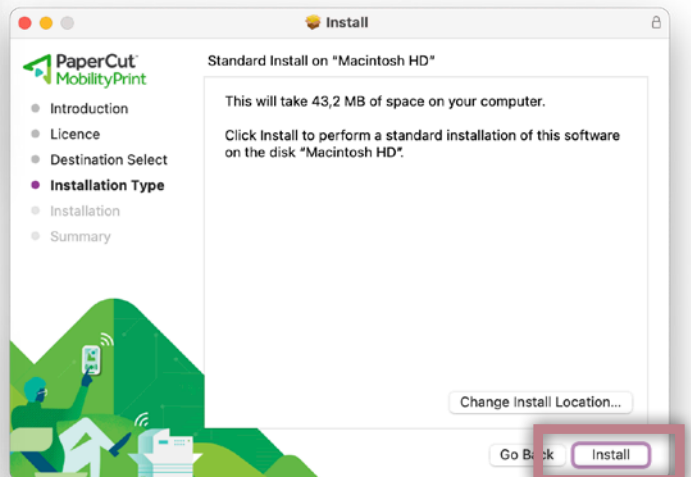 Install
PaperCut
MobilityPrint
Standard Install on "Macintosh HD"
Introduction
Licence
Destination Select
Installation Type
Installation
Summary
This will take 43,2 MB of space on your computer.
Click Install to perform a standard installation of this software
on the disk "Macintosh HD".
Change Install Location...
Go Back
Install